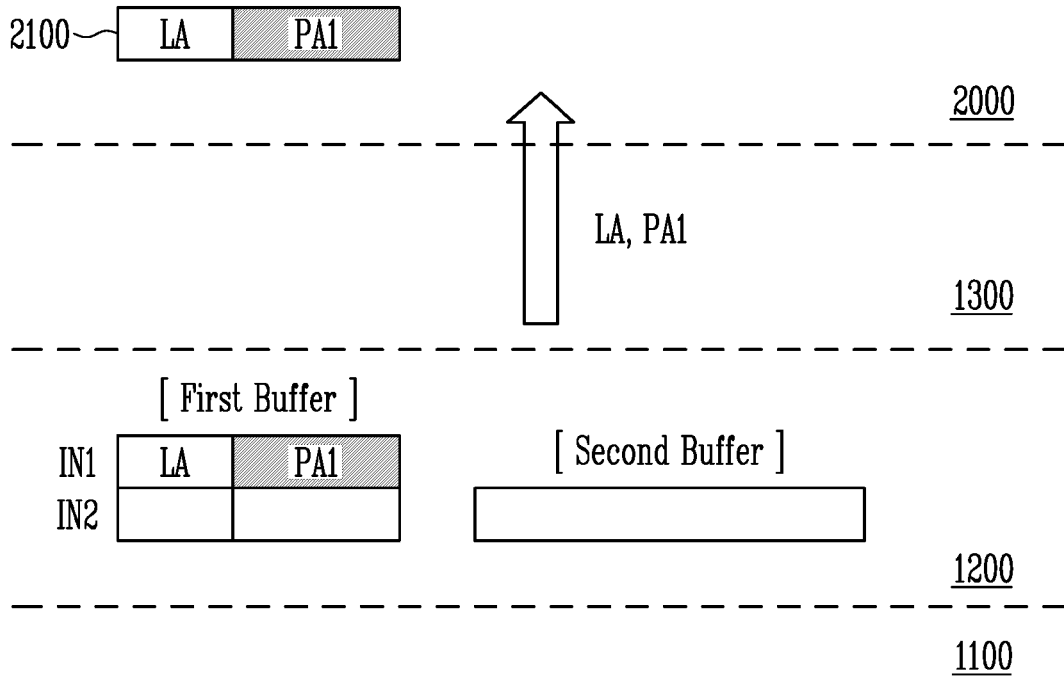 2100 LA PA1
2000
LA, PA1
1300
[ First Buffer ]
IN1 LA PA1
[ Second Buffer ]
IN2
1200
1100